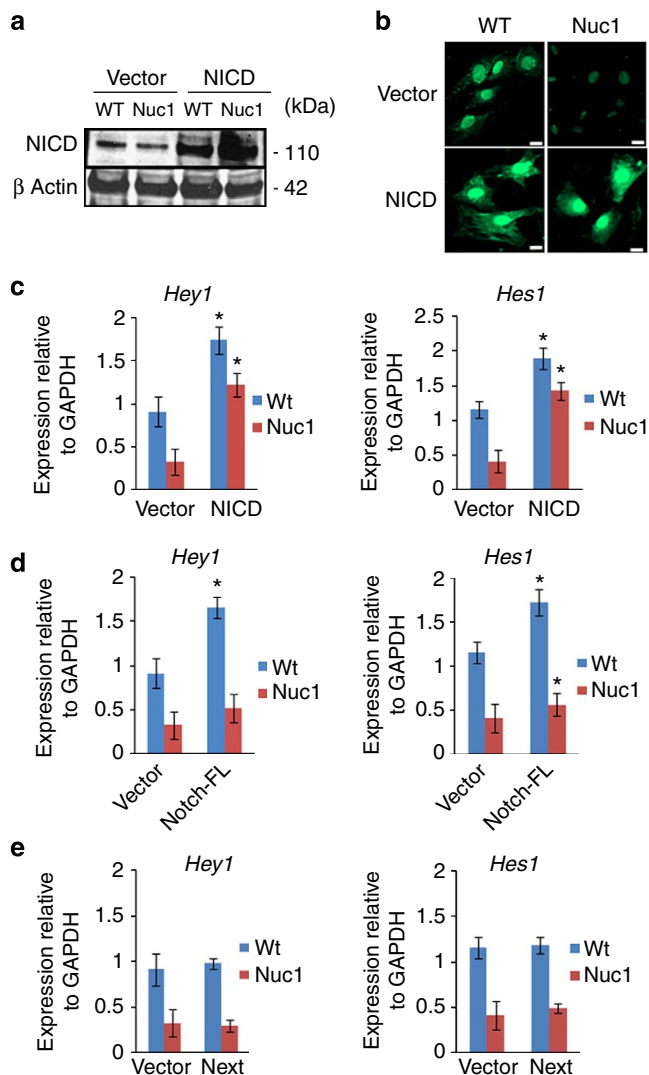 a
Vector NICD
WT Nuc1 WT Nuc1 (kDa)
NICD - 110
β Actin - 42
b
WT Nuc1
Vector
NICD
c
Hey1
Expression relative
to GAPDH
2
1.5
1
0.5
0
Vector NICD
Wt
Nuc1
Hes1
Expression relative
to GAPDH
2.5
2
1.5
1
0.5
0
Vector NICD
Wt
Nuc1
* *
* *
d
Hey1
Expression relative
to GAPDH
2
1.5
1
0.5
0
Vector
Notch-FL
Wt
Nuc1
*
Hes1
Expression relative
to GAPDH
2
1.5
1
0.5
0
Vector
Notch-FL
Wt
Nuc1
* *
e
Hey1
Expression relative
to GAPDH
2
1.5
1
0.5
0
Vector Next
Wt
Nuc1
Hes1
Expression relative
to GAPDH
2
1.5
1
0.5
0
Vector Next
Wt
Nuc1